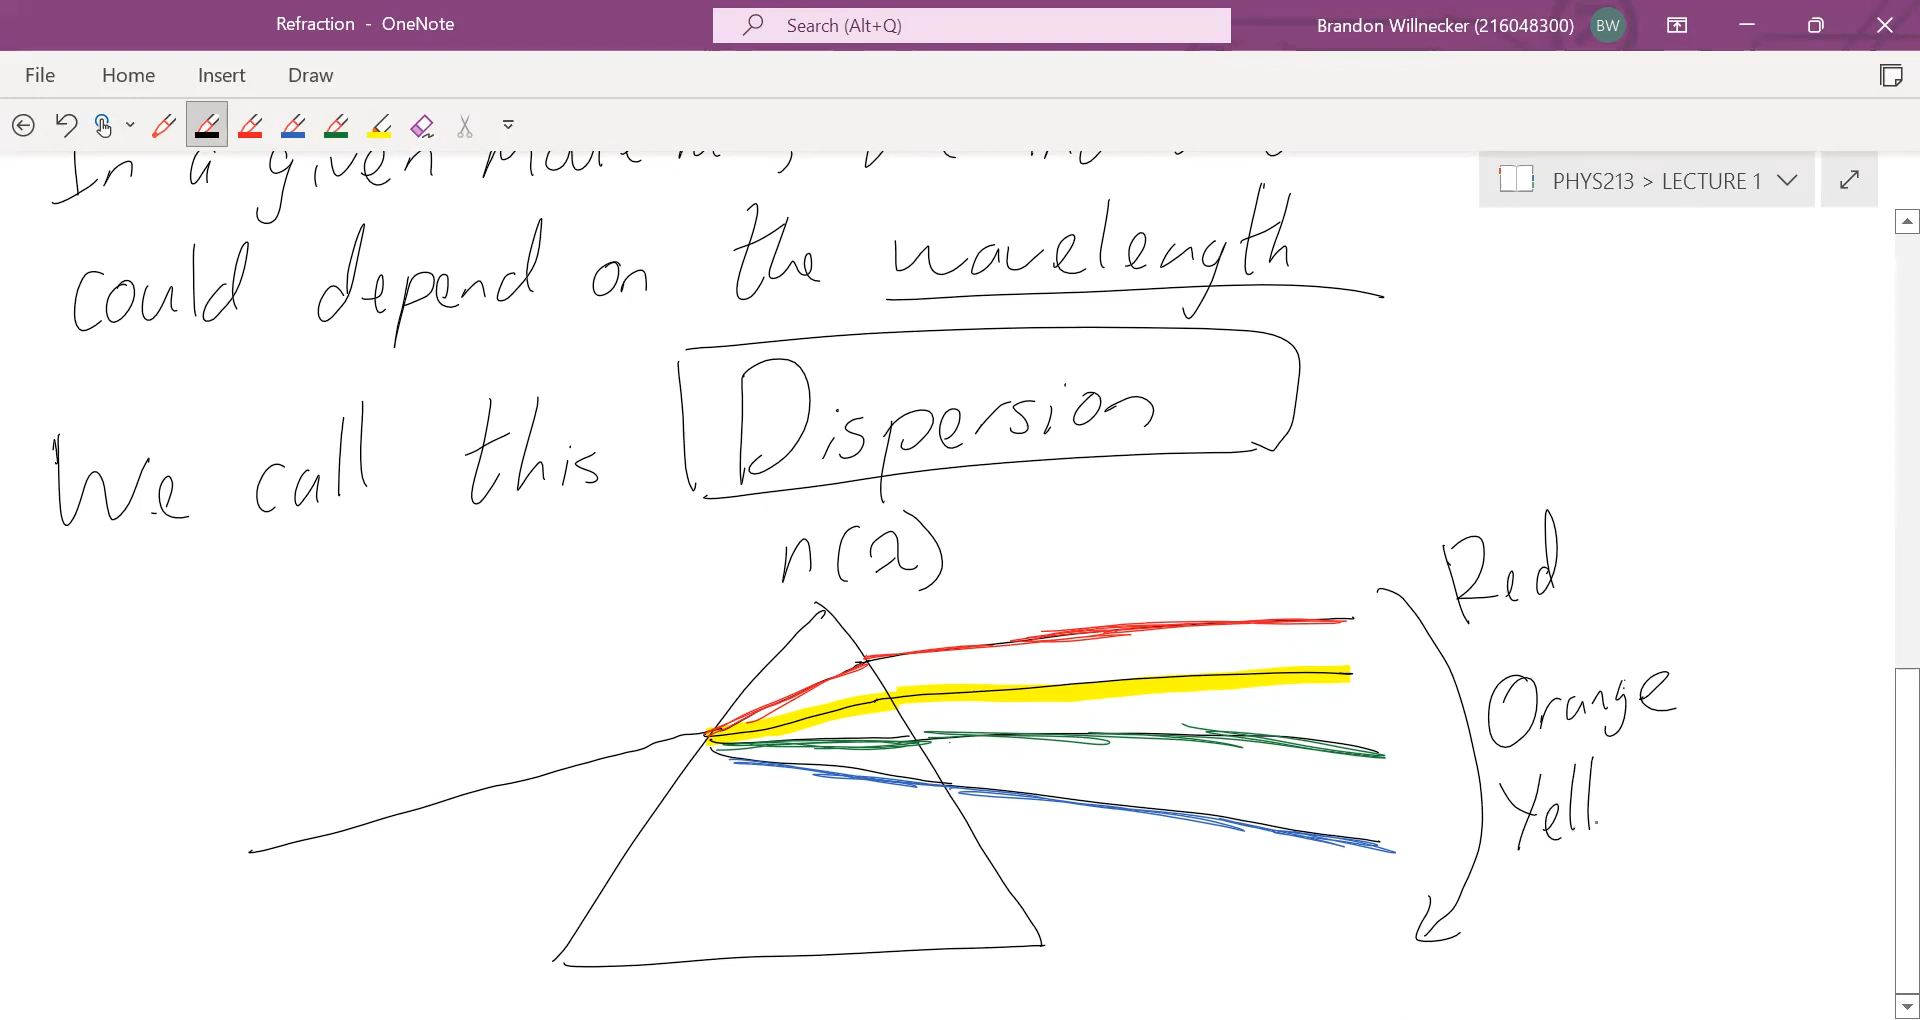 Refraction - OneNote
Search (Alt+Q)
Brandon Willnecker (216048300)
BW
File Home Insert Draw
PHYS213 > LECTURE 1
In a given
could depend on the wavelength
We call this Dispersion
n(λ)
Red
Orange
Yell